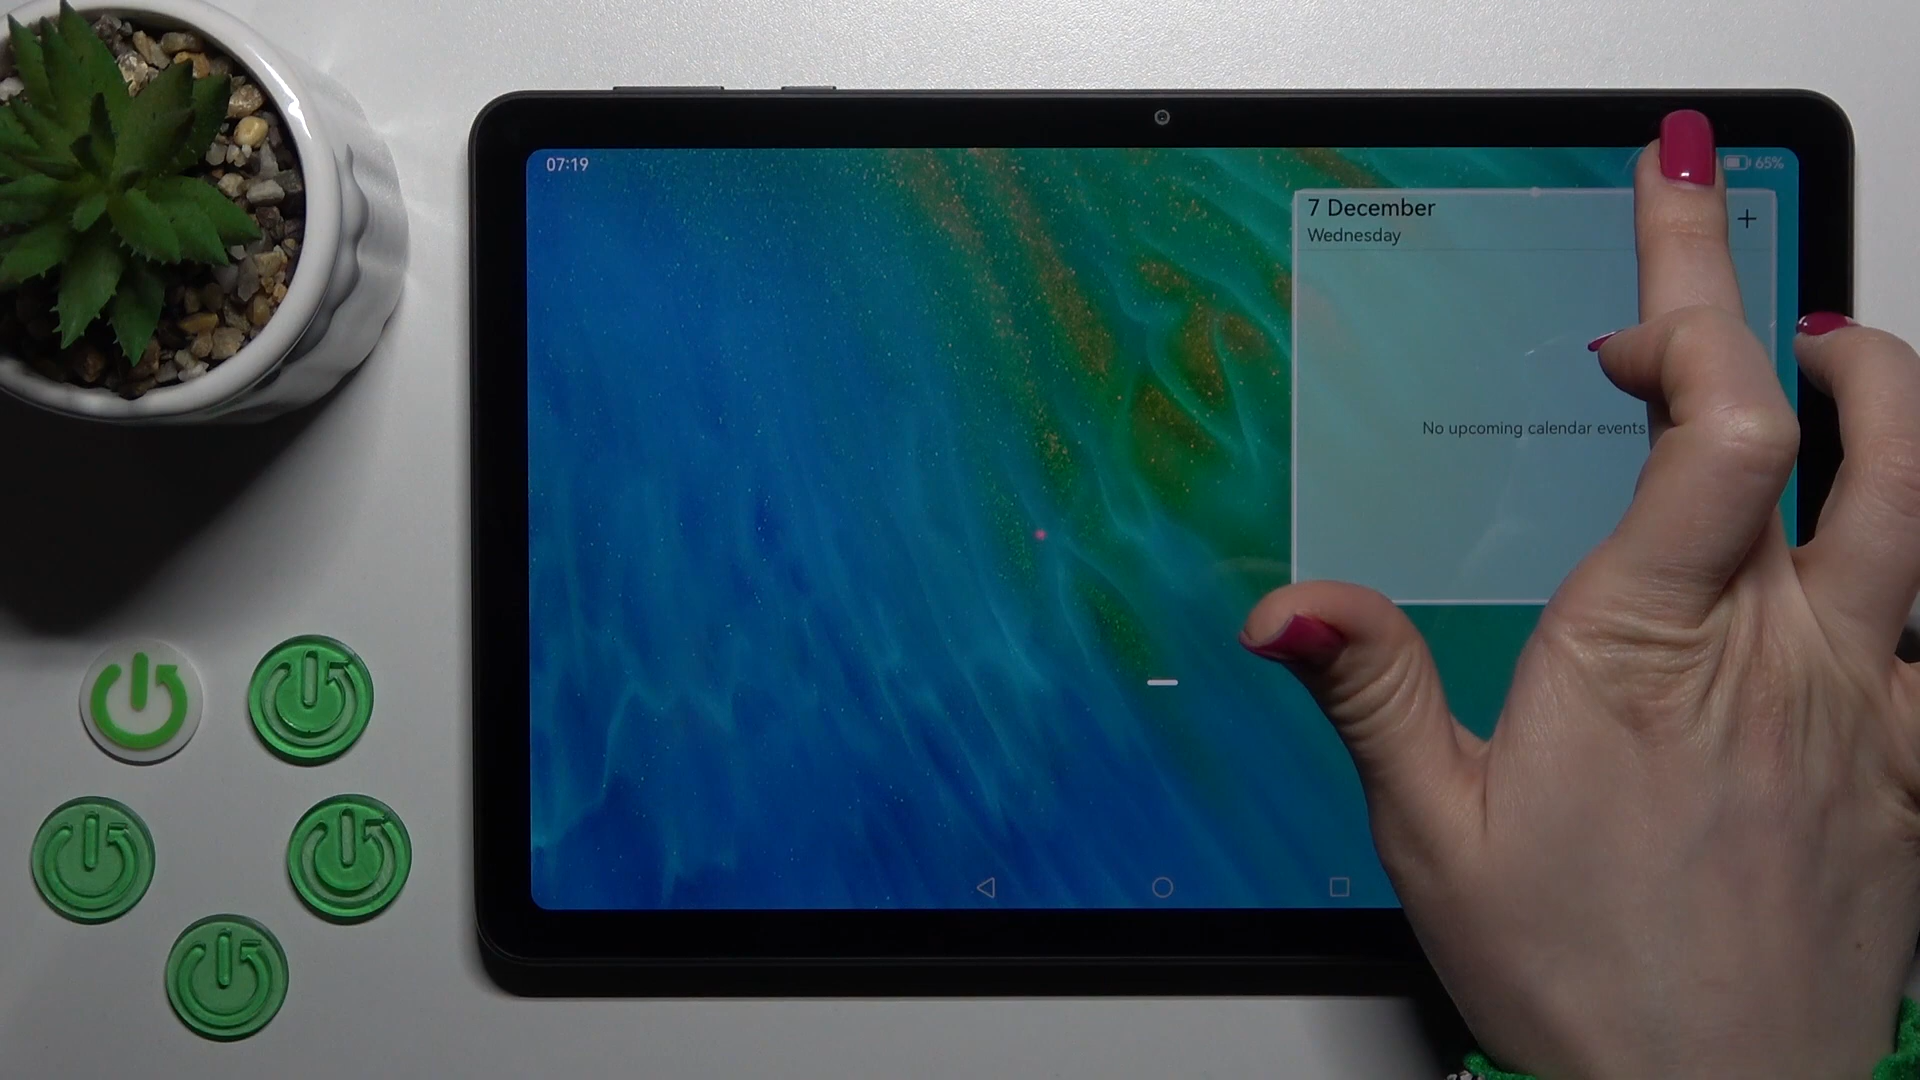 07:19
65%
7 December
Wednesday
+
No upcoming calendar events